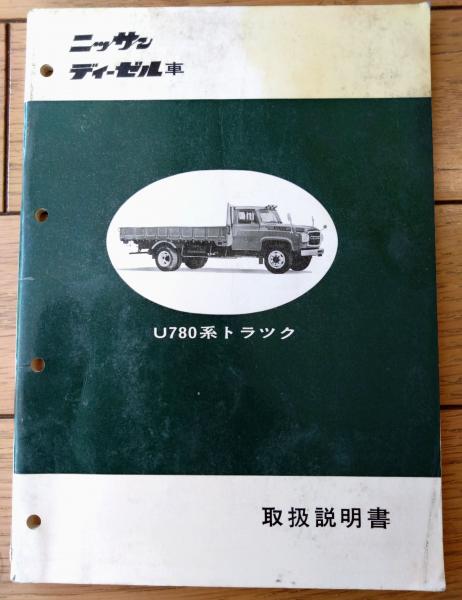 ニッサン
ディーゼル車
U780系トラック
取扱説明書